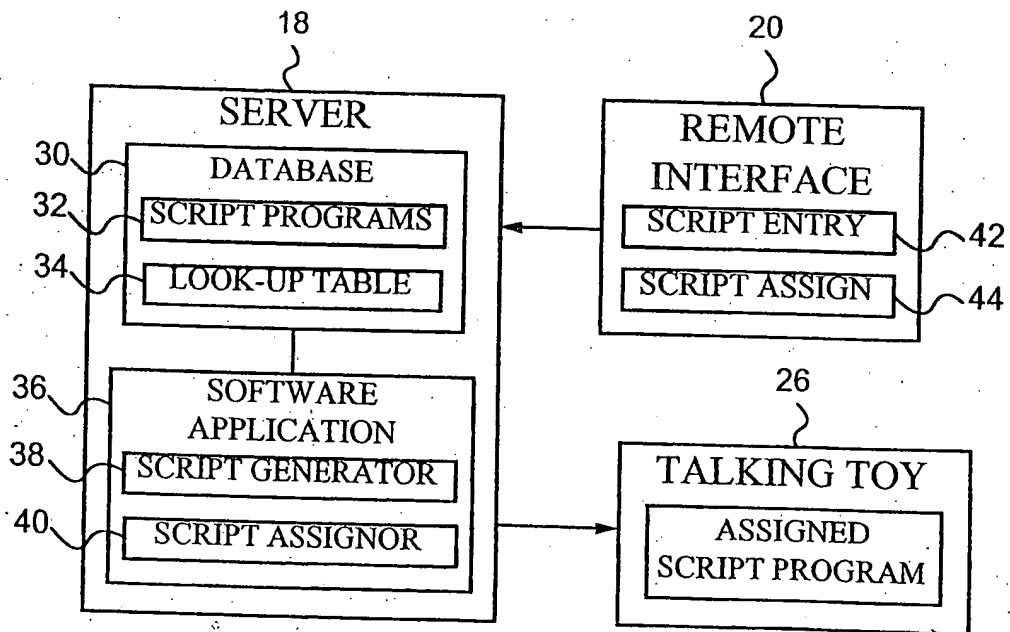 18
SERVER
30
DATABASE
32
SCRIPT PROGRAMS
34
LOOK-UP TABLE
36
SOFTWARE
APPLICATION
38
SCRIPT GENERATOR
40
SCRIPT ASSIGNOR
20
REMOTE
INTERFACE
SCRIPT ENTRY
42
SCRIPT ASSIGN
44
26
TALKING TOY
ASSIGNED
SCRIPT PROGRAM